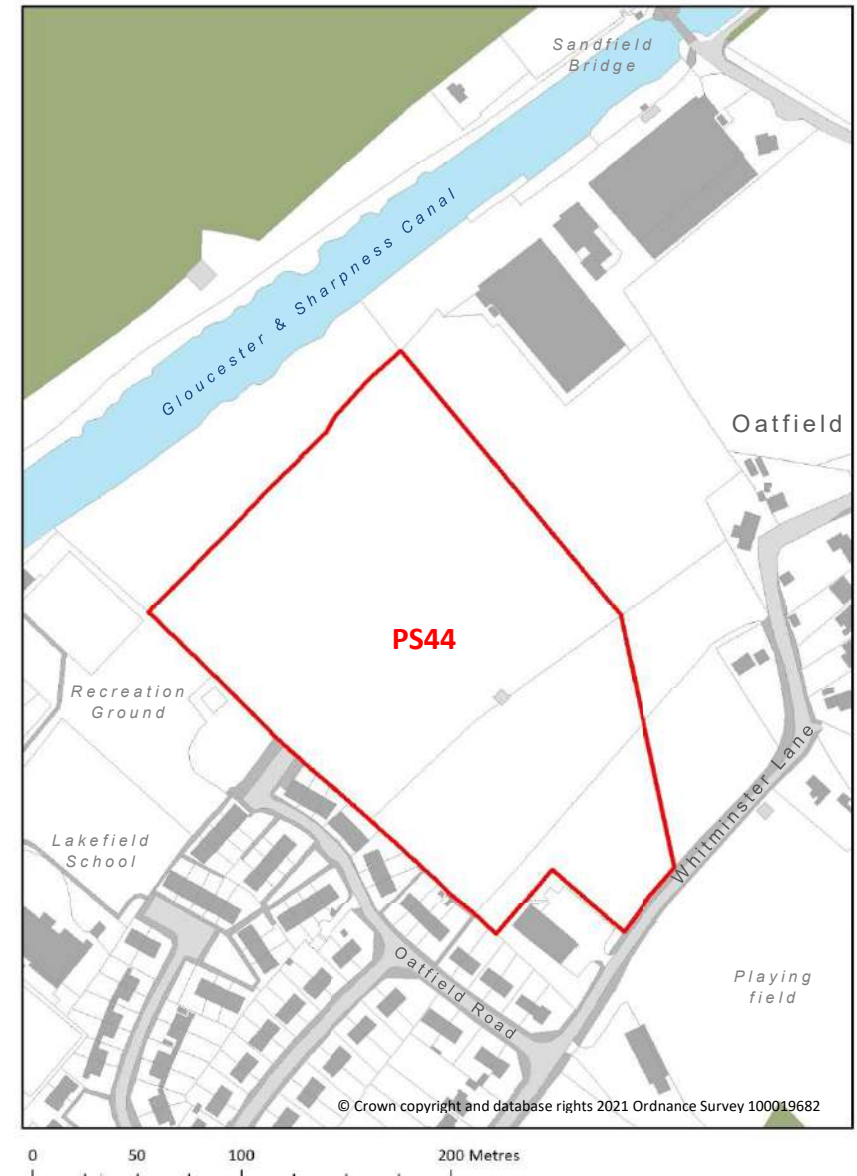 Sandfield
Bridge
Gloucester & Sharpness Canal
Oatfield
PS44
Recreation
Ground
Whitminster Lane
Lakefield
School
Oatfield Road
Playing
field
© Crown copyright and database rights 2021 Ordnance Survey 100019682
0 50 100 200 Metres